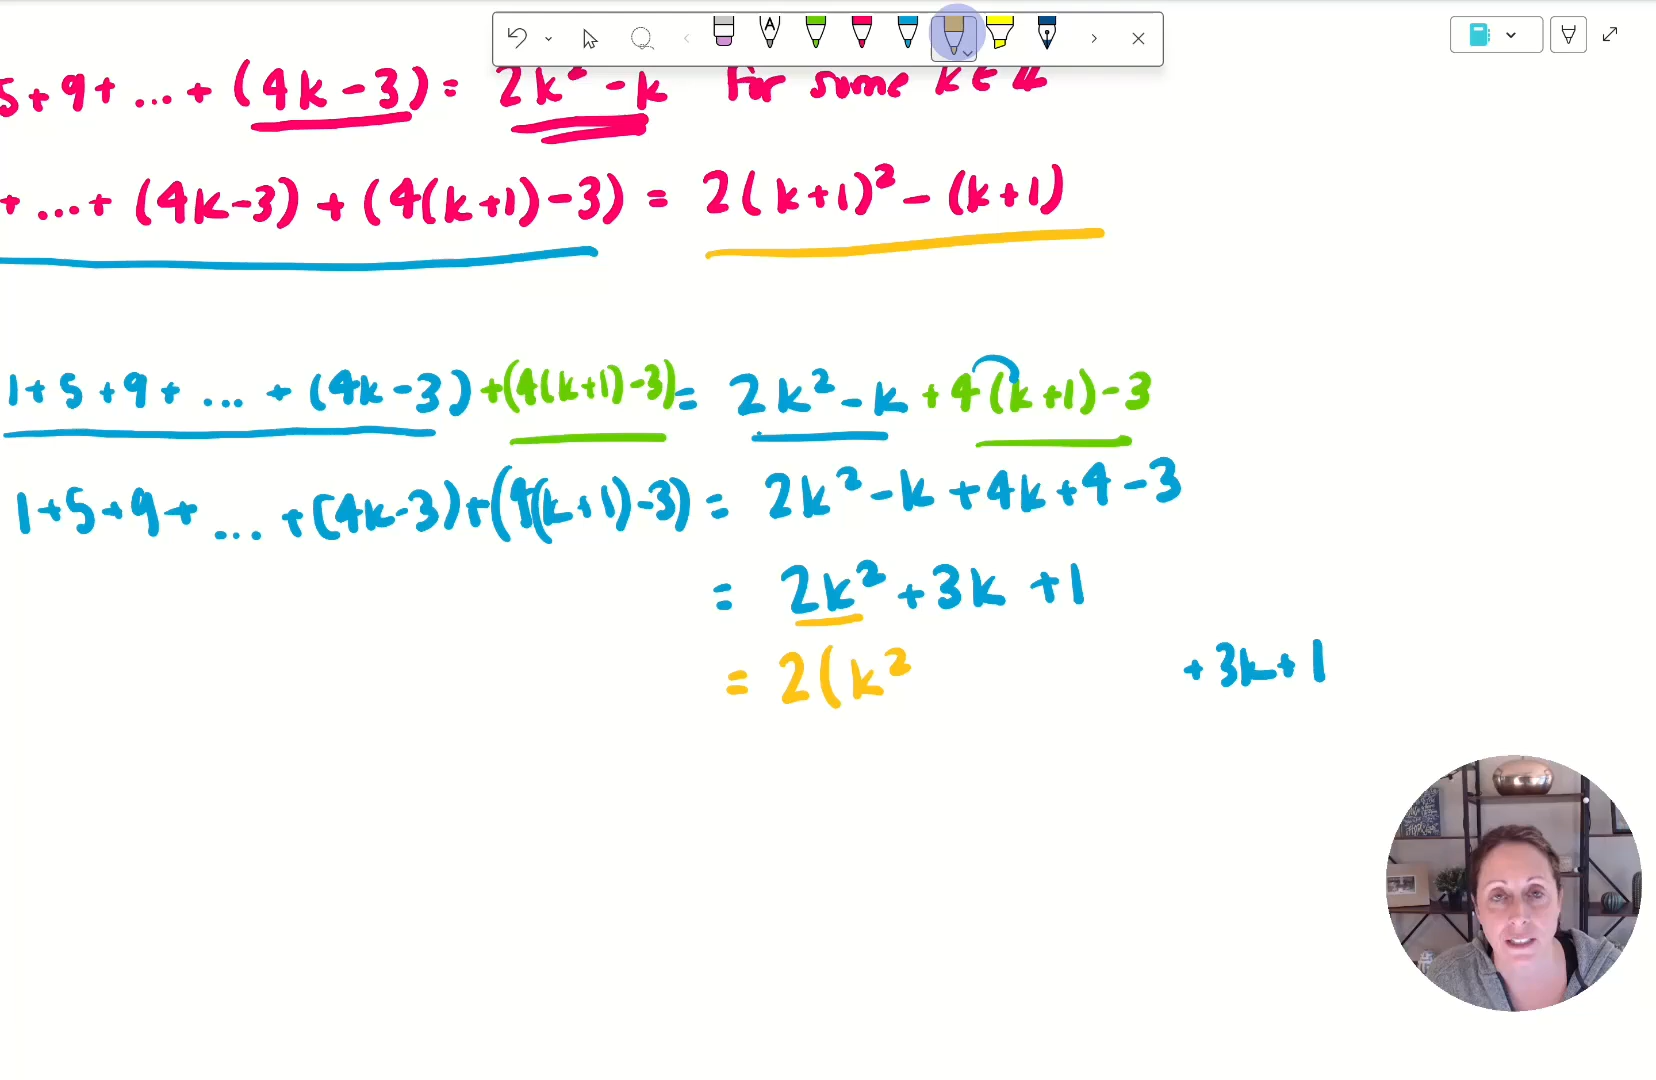 5+9+ ... + (4k-3) = 2k² - k for some k ∈ ℤ
+ ... + (4k-3) + (4(k+1)-3) = 2(k+1)² - (k+1)
1+5+9+ ... + (4k-3) + (4(k+1)-3) = 2k² - k + 4(k+1)-3
1+5+9+ ... +(4k-3)+(4(k+1)-3) = 2k² - k + 4k + 4 - 3
= 2k² + 3k + 1
= 2(k² + 3k + 1